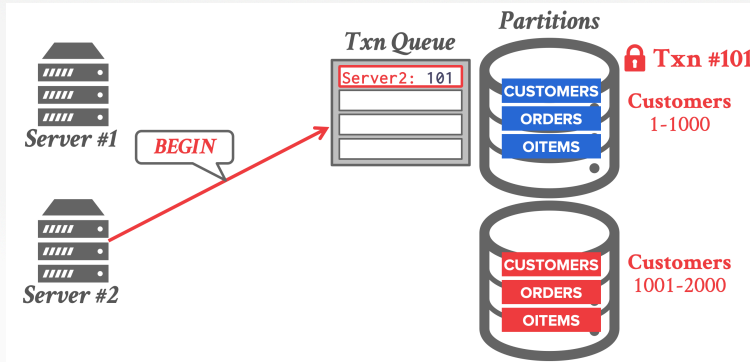 Partitions
Txn Queue
Txn #101
Server2: 101
CUSTOMERS
ORDERS
OITEMS
Customers
1-1000
Server #1
BEGIN
Server #2
CUSTOMERS
ORDERS
OITEMS
Customers
1001-2000